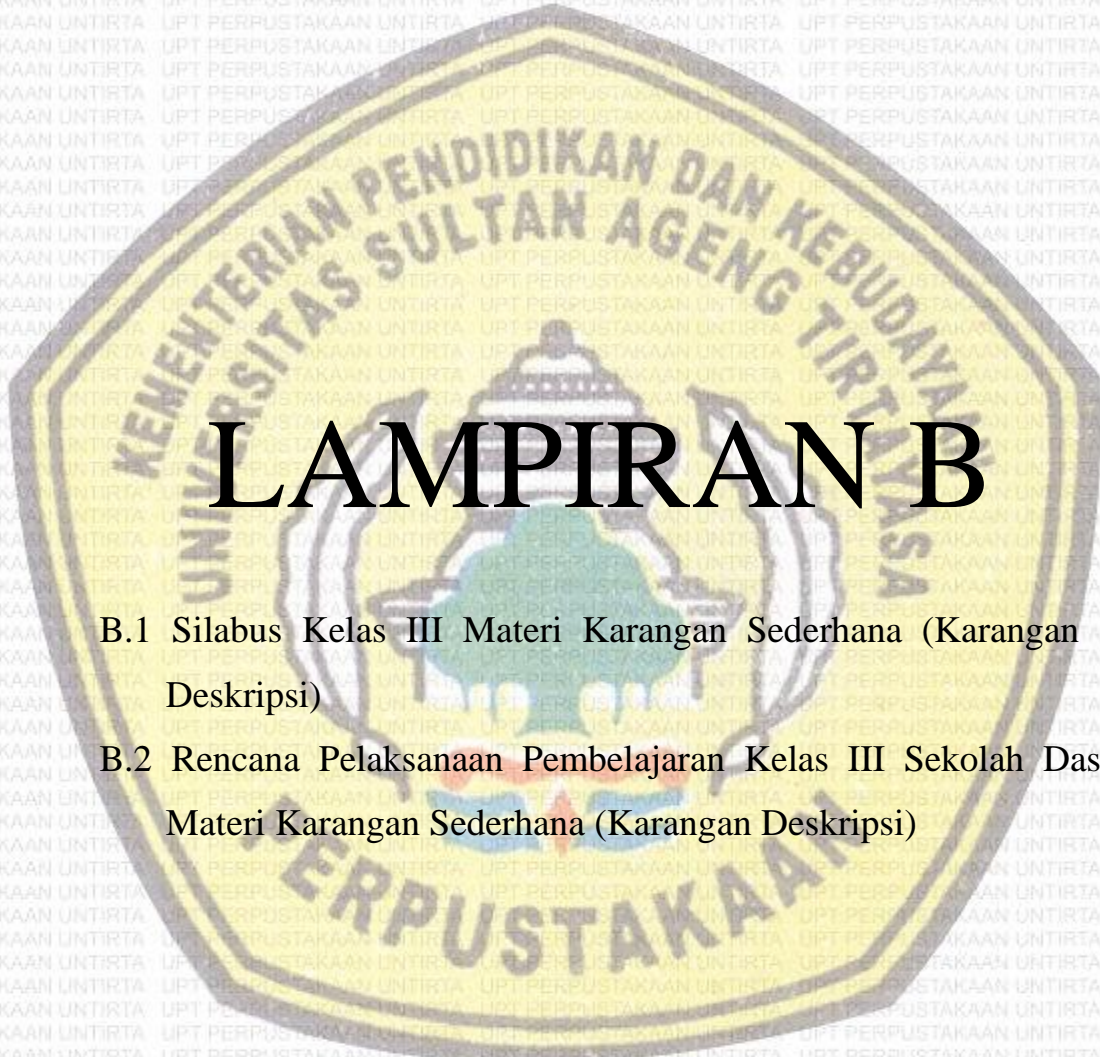 KEMENTERIAN PENDIDIKAN DAN KEBUDAYAAN
UNIVERSITAS SULTAN AGENG TIRTAYASA
LAMPIRAN B
B.1 Silabus Kelas III Materi Karangan Sederhana (Karangan
Deskripsi)
B.2 Rencana Pelaksanaan Pembelajaran Kelas III Sekolah Das
Materi Karangan Sederhana (Karangan Deskripsi)
PERPUSTAKAAN
UPT PERPUSTAKAAN UNTIRTA